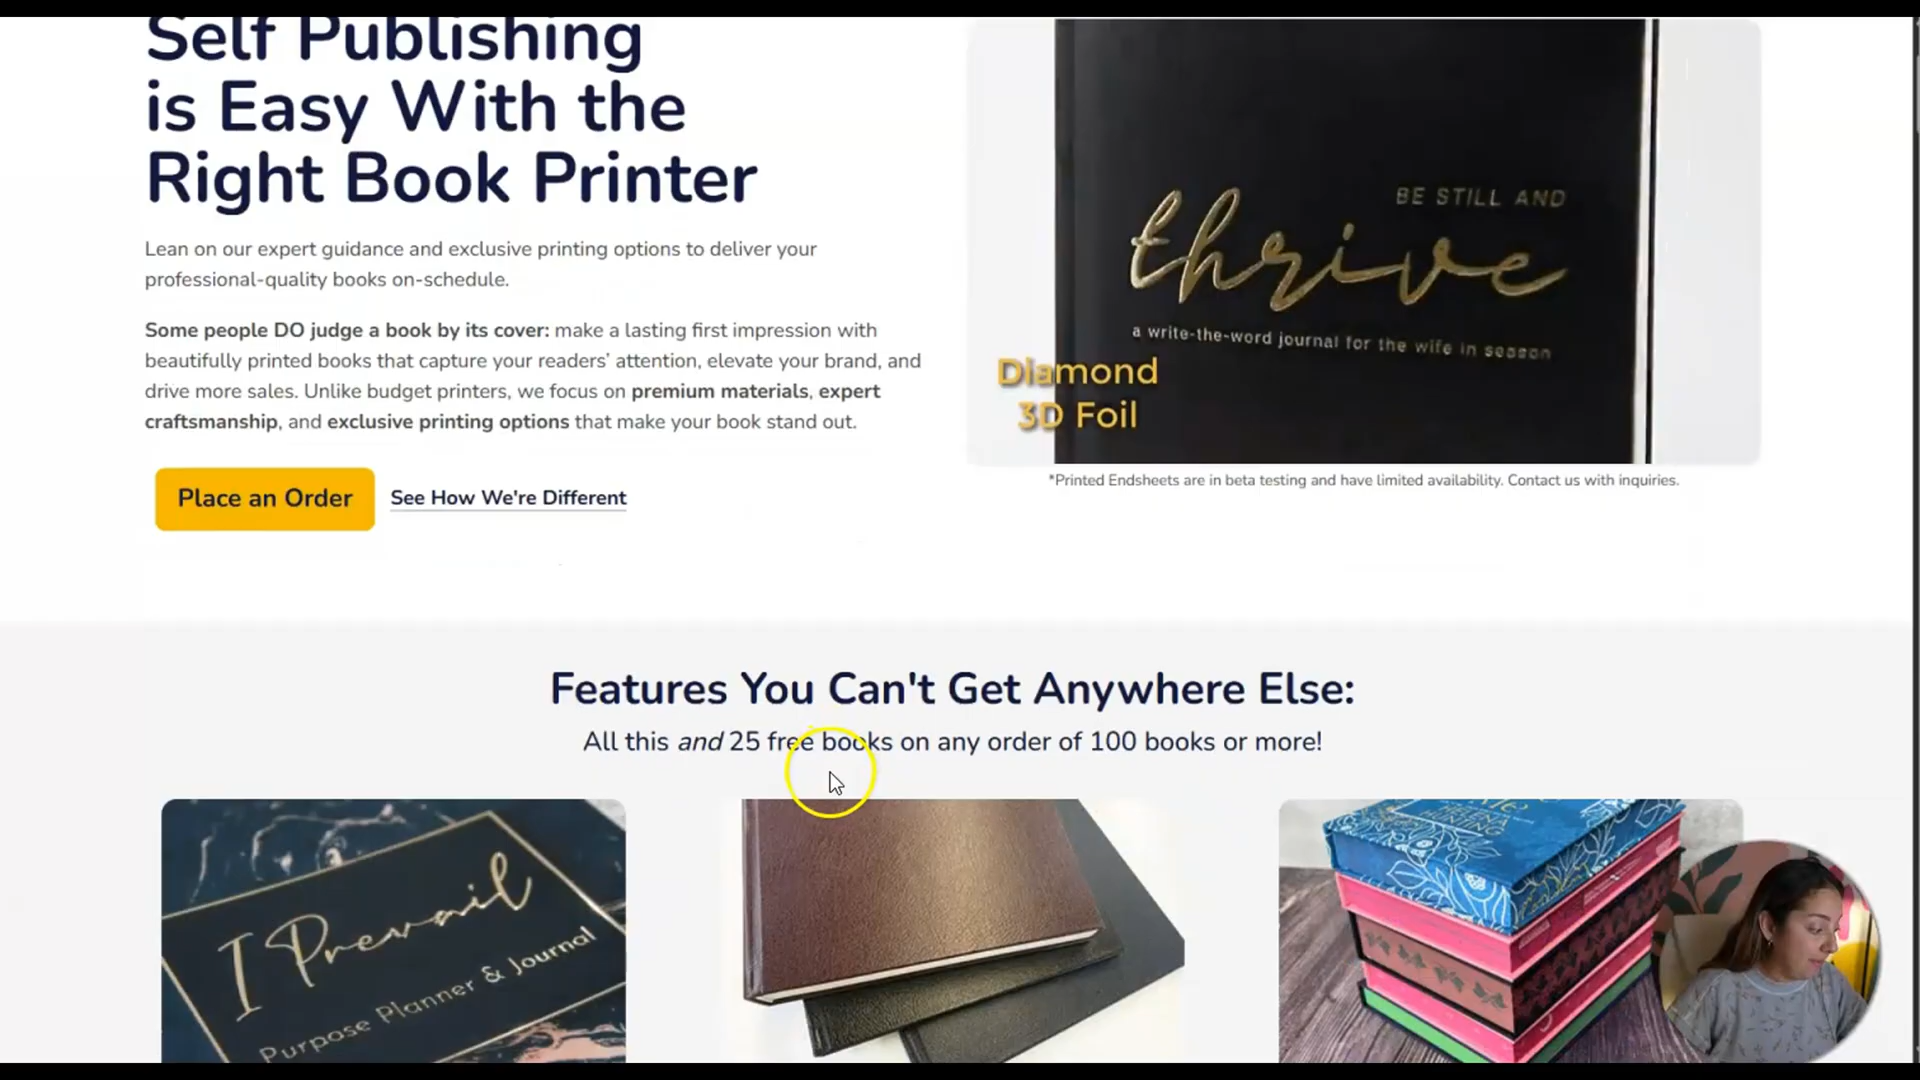 Self Publishing
is Easy With the
Right Book Printer
Lean on our expert guidance and exclusive printing options to deliver your
professional-quality books on-schedule.
Some people DO judge a book by its cover: make a lasting first impression with
beautifully printed books that capture your readers’ attention, elevate your brand, and
drive more sales. Unlike budget printers, we focus on premium materials, expert
craftsmanship, and exclusive printing options that make your book stand out.
Place an Order
See How We're Different
BE STILL AND
thrive
a write-the-word journal for the wife in season
Diamond
3D Foil
*Printed Endsheets are in beta testing and have limited availability. Contact us with inquiries.
Features You Can't Get Anywhere Else:
All this and 25 free books on any order of 100 books or more!
I Prevail
Purpose Planner & Journal